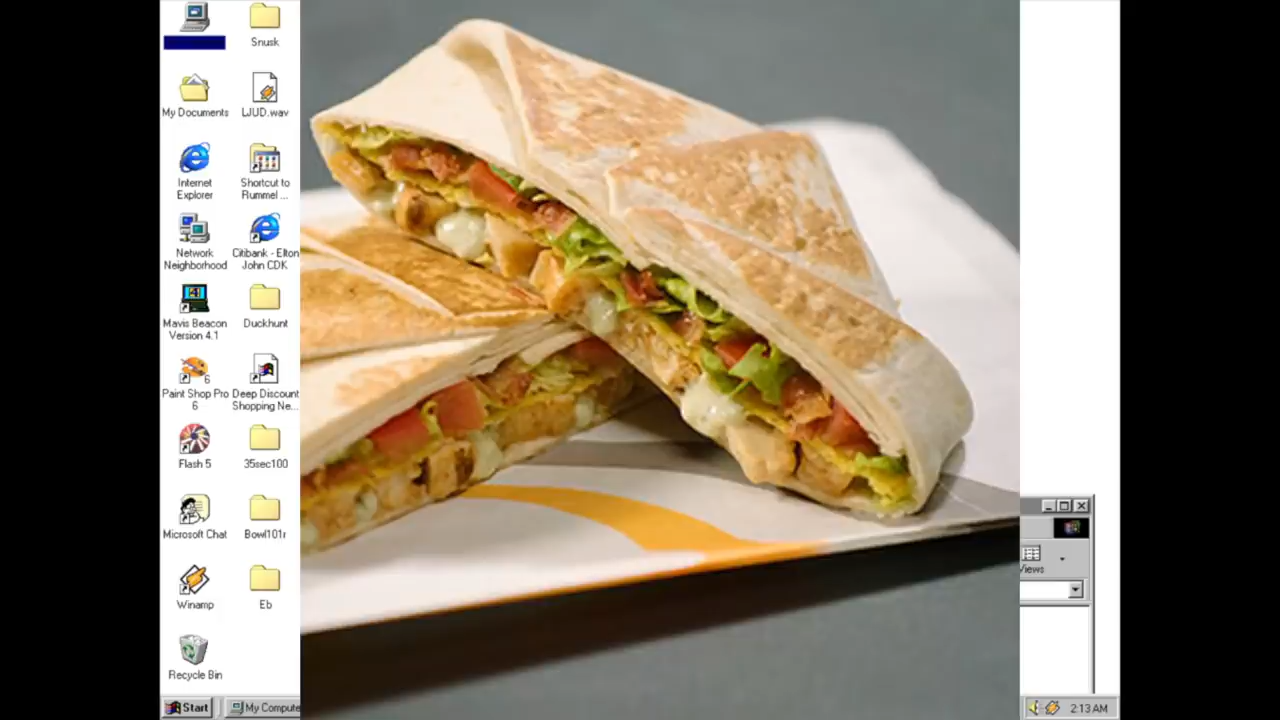 Snusk
My Documents
LJUD.wav
Internet
Explorer
Shortcut to
Rummel ...
Network
Neighborhood
Citibank - Elton
John CDK
Mavis Beacon
Version 4.1
Duckhunt
Paint Shop Pro
6
Deep Discount
Shopping Ne...
Flash 5
35sec100
Microsoft Chat
Bowl101r
Winamp
Eb
Recycle Bin
Views
Start
My Compute
2:13 AM